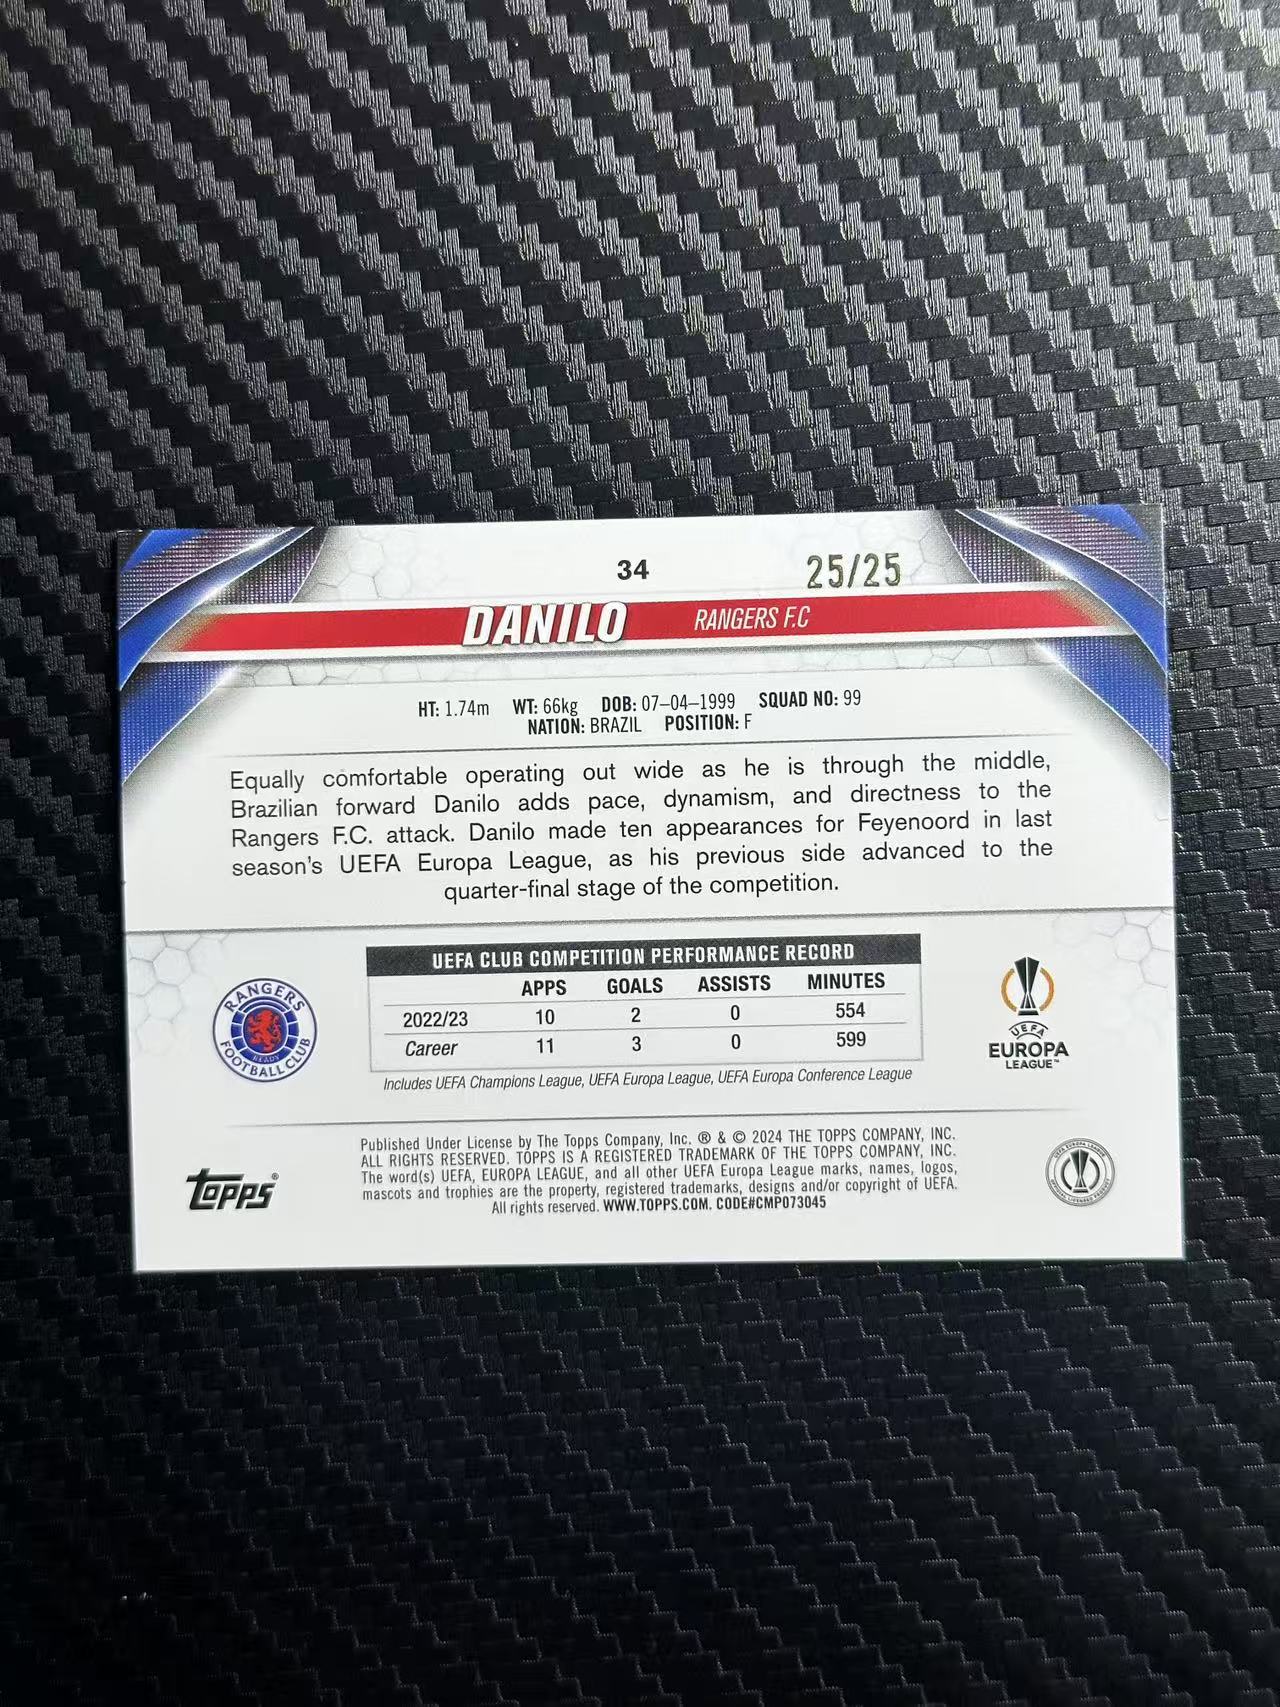 34 25/25
DANILO RANGERS F.C
HT: 1.74m WT: 66kg DOB: 07–04–1999 SQUAD NO: 99
NATION: BRAZIL POSITION: F
Equally comfortable operating out wide as he is through the middle,
Brazilian forward Danilo adds pace, dynamism, and directness to the
Rangers F.C. attack. Danilo made ten appearances for Feyenoord in last
season's UEFA Europa League, as his previous side advanced to the
quarter-final stage of the competition.
UEFA CLUB COMPETITION PERFORMANCE RECORD
APPS GOALS ASSISTS MINUTES
2022/23 10 2 0 554
Career 11 3 0 599
Includes UEFA Champions League, UEFA Europa League, UEFA Europa Conference League
RANGERS
READY
FOOTBALL CLUB
UEFA
EUROPA
LEAGUE™
topps®
Published Under License by The Topps Company, Inc. ® & © 2024 THE TOPPS COMPANY, INC.
ALL RIGHTS RESERVED. TOPPS IS A REGISTERED TRADEMARK OF THE TOPPS COMPANY, INC.
The word(s) UEFA, EUROPA LEAGUE, and all other UEFA Europa League marks, names, logos,
mascots and trophies are the property, registered trademarks, designs and/or copyright of UEFA.
All rights reserved. WWW.TOPPS.COM. CODE#CMP073045